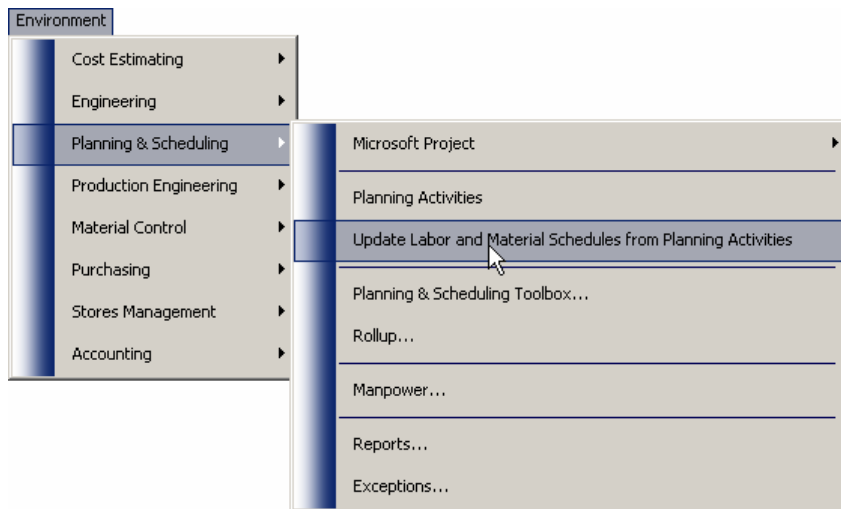 Environment
Cost Estimating
Engineering
Planning & Scheduling
Production Engineering
Material Control
Purchasing
Stores Management
Accounting
Microsoft Project
Planning Activities
Update Labor and Material Schedules from Planning Activities
Planning & Scheduling Toolbox...
Rollup...
Manpower...
Reports...
Exceptions...